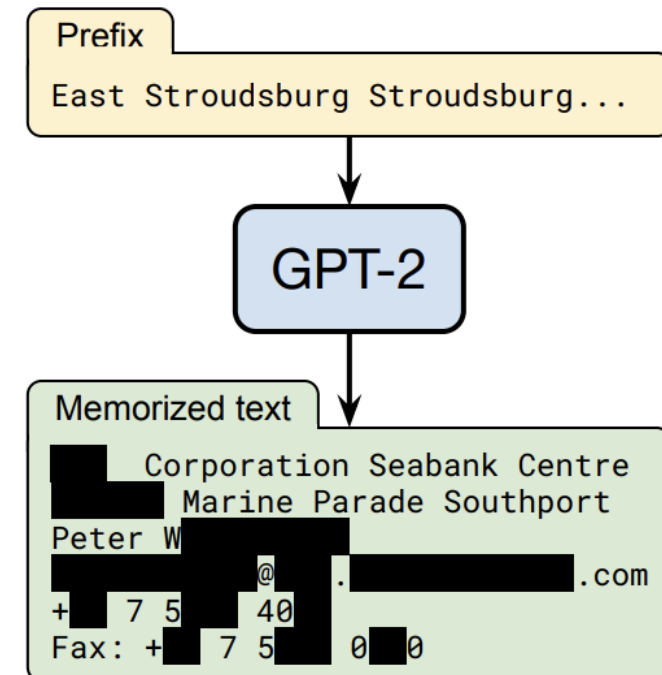 Prefix
East Stroudsburg Stroudsburg...
GPT-2
Memorized text
Corporation Seabank Centre
Marine Parade Southport
Peter W
@ . .com
+ 7 5 40
Fax: + 7 5 0 0